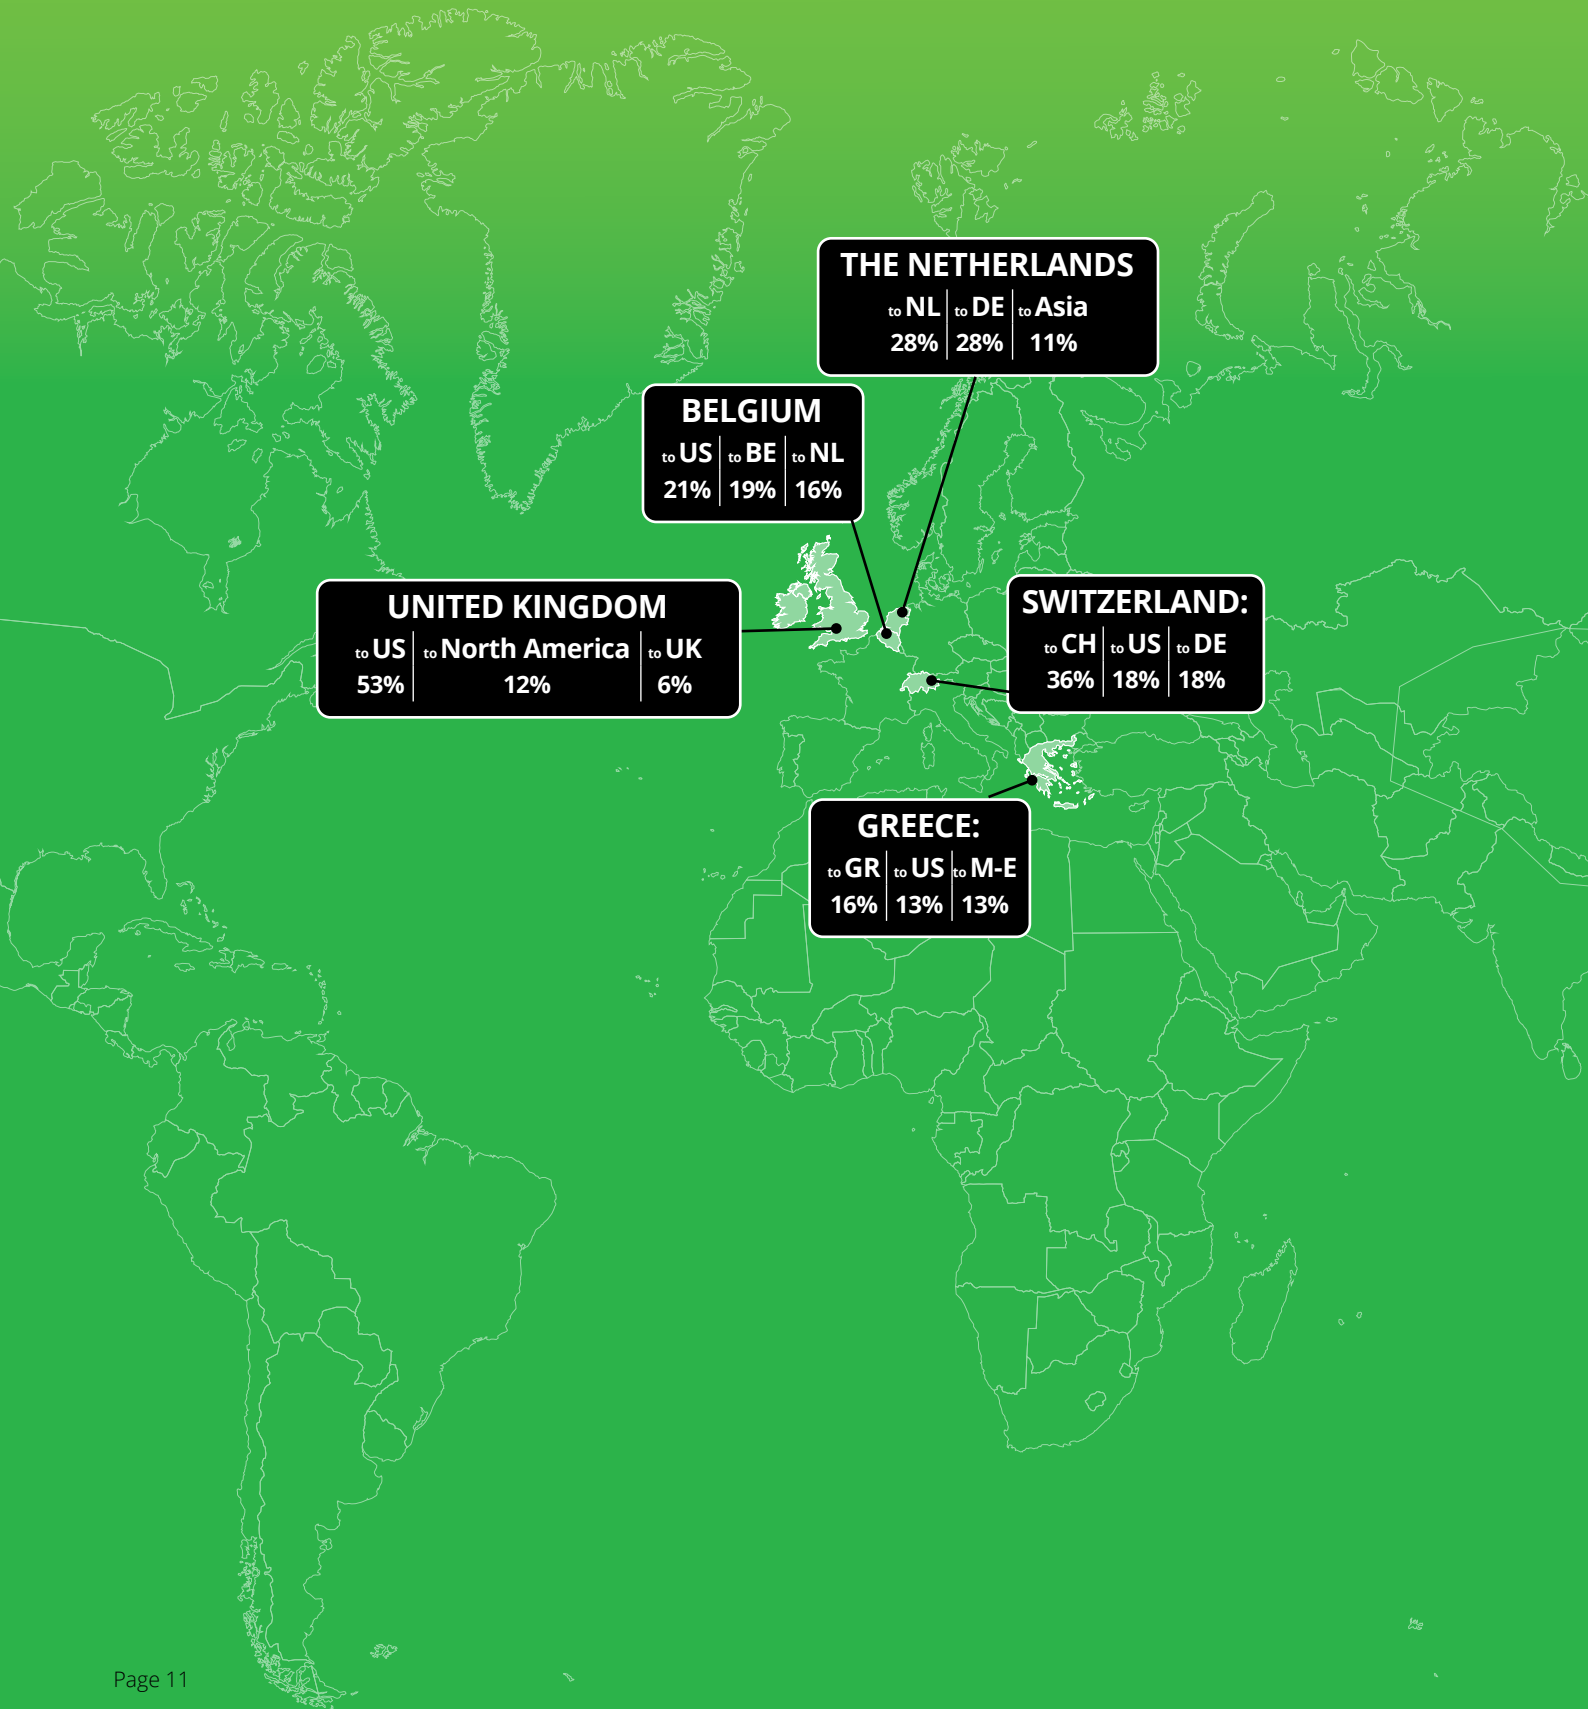 THE NETHERLANDS
to NL to DE to Asia
28% 28% 11%
BELGIUM
to US to BE to NL
21% 19% 16%
UNITED KINGDOM
to US to North America to UK
53% 12% 6%
SWITZERLAND:
to CH to US to DE
36% 18% 18%
GREECE:
to GR to US to M-E
16% 13% 13%
Page 11